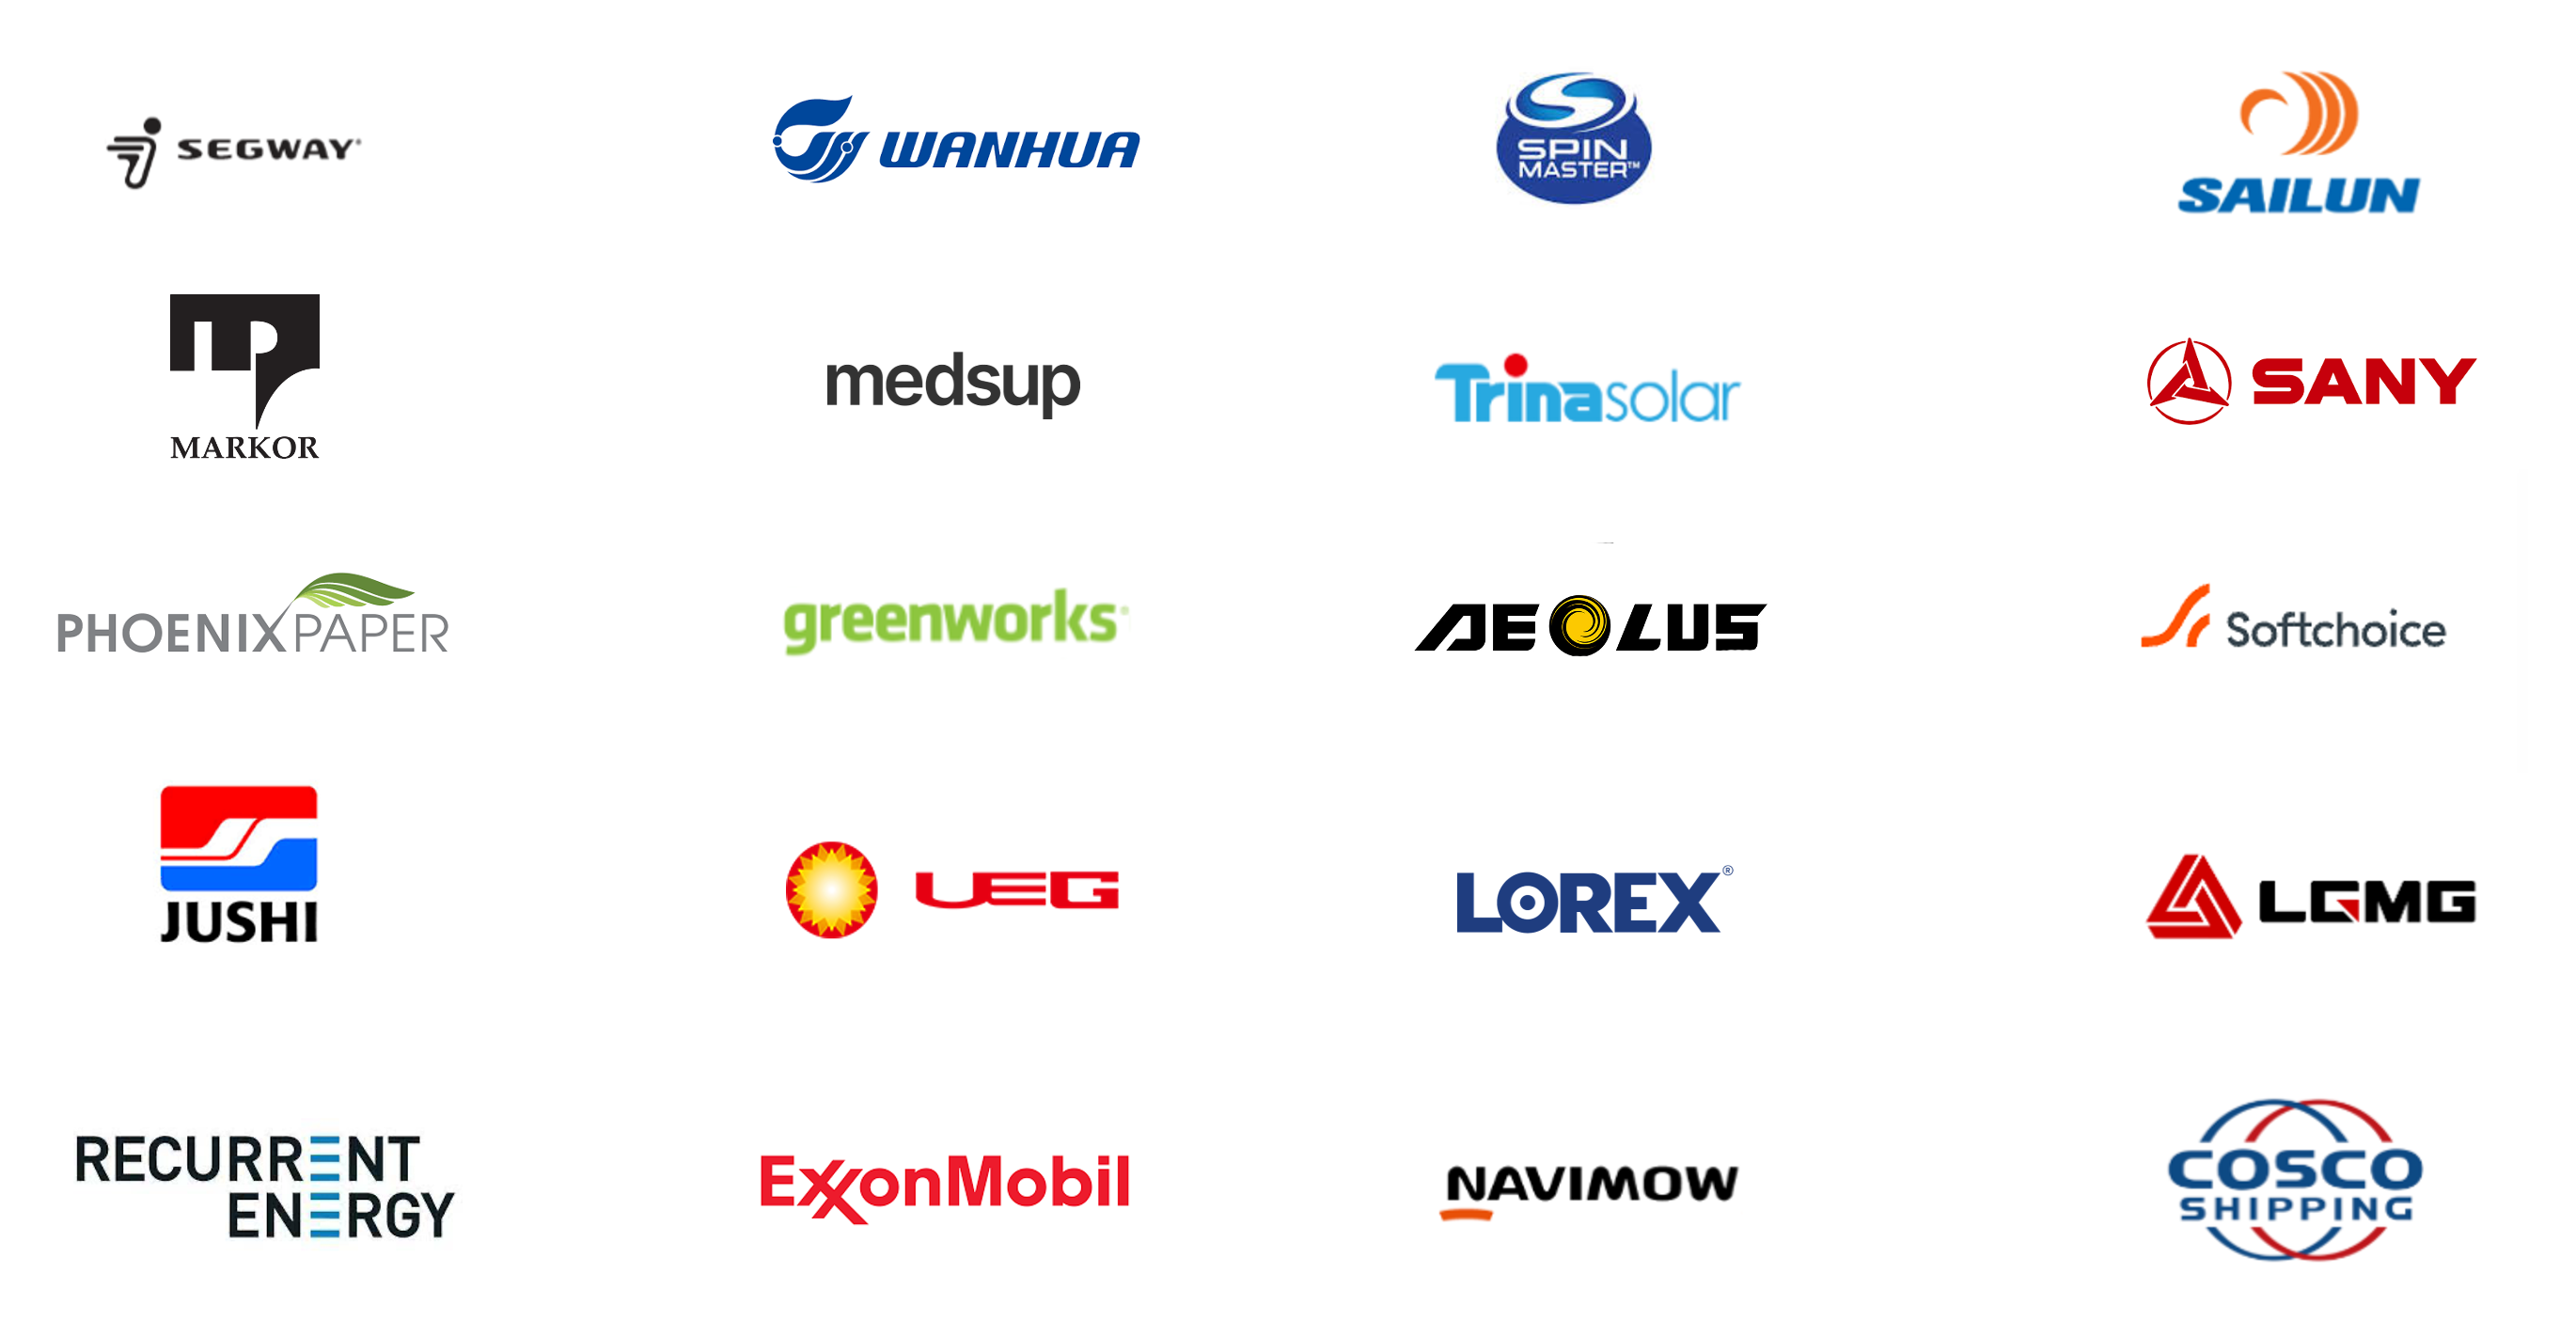 SEGWAY®
WANHUA
SPIN
MASTER™
SAILUN
MARKOR
medsup
Trinasolar
SANY
PHOENIXPAPER
greenworks®
AEOLUS
Softchoice
JUSHI
UEG
LOREX®
LGMG
RECURRENT
ENERGY
ExxonMobil
NAVIMOW
COSCO
SHIPPING